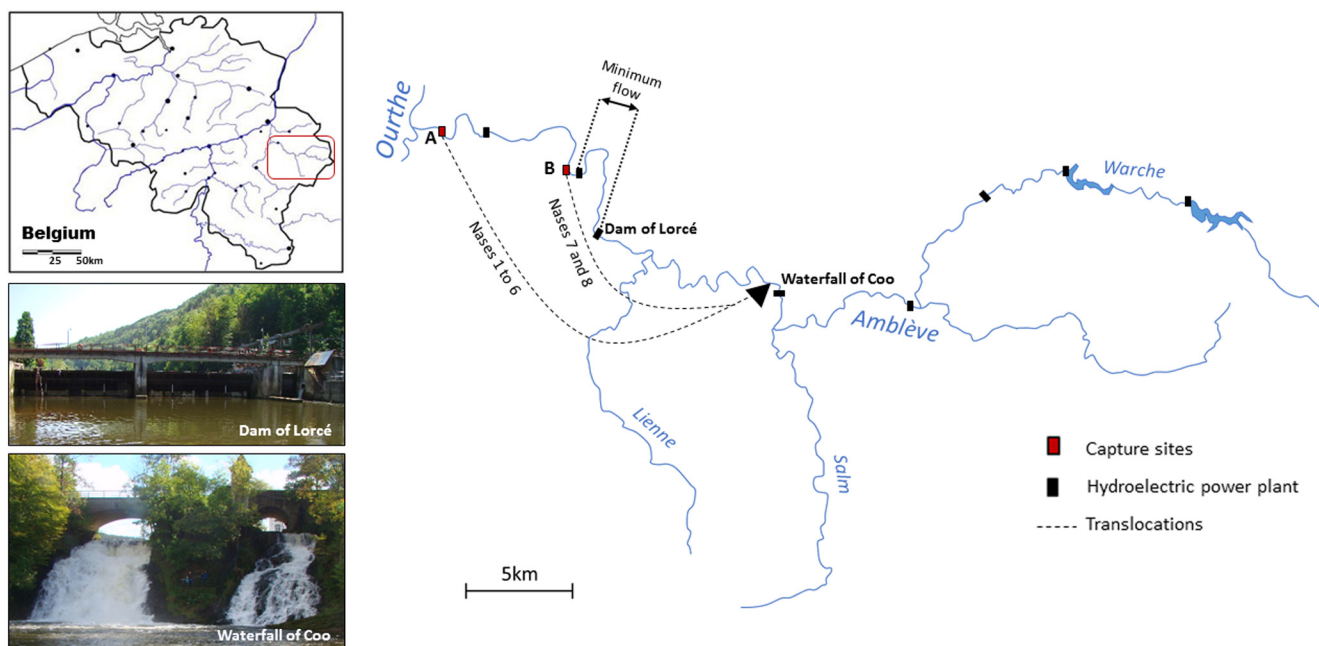 Belgium
25 50km
Dam of Lorcé
Waterfall of Coo
Ourthe
A
B
Minimum
flow
Nases 1 to 6
Nases 7 and 8
Dam of Lorcé
Waterfall of Coo
Warche
Amblève
Lienne
Salm
5km
Capture sites
Hydroelectric power plant
Translocations